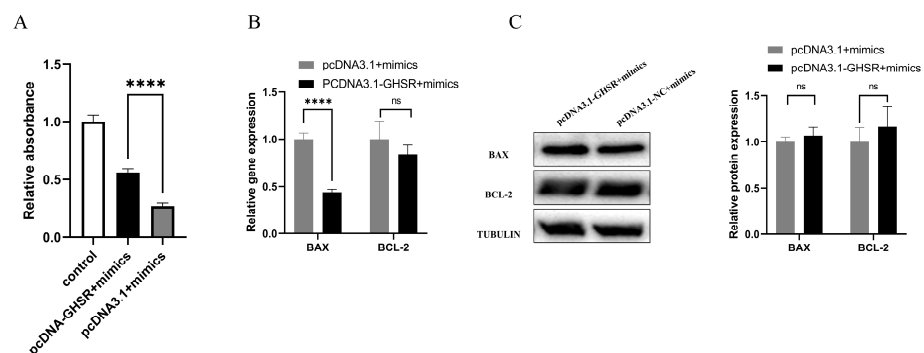 A
Relative absorbance
1.5
1.0
0.5
0.0
****
control
pcDNA-GHSR+mimics
pcDNA3.1+mimics
B
pcDNA3.1+mimics
PCDNA3.1-GHSR+mimics
Relative gene expression
1.5
1.0
0.5
0.0
****
ns
BAX
BCL-2
C
pcDNA3.1-GHSR+mimics
pcDNA3.1-NC+mimics
BAX
BCL-2
TUBULIN
pcDNA3.1+mimics
pcDNA3.1-GHSR+mimics
Relative protein expression
1.5
1.0
0.5
0.0
ns
ns
BAX
BCL-2